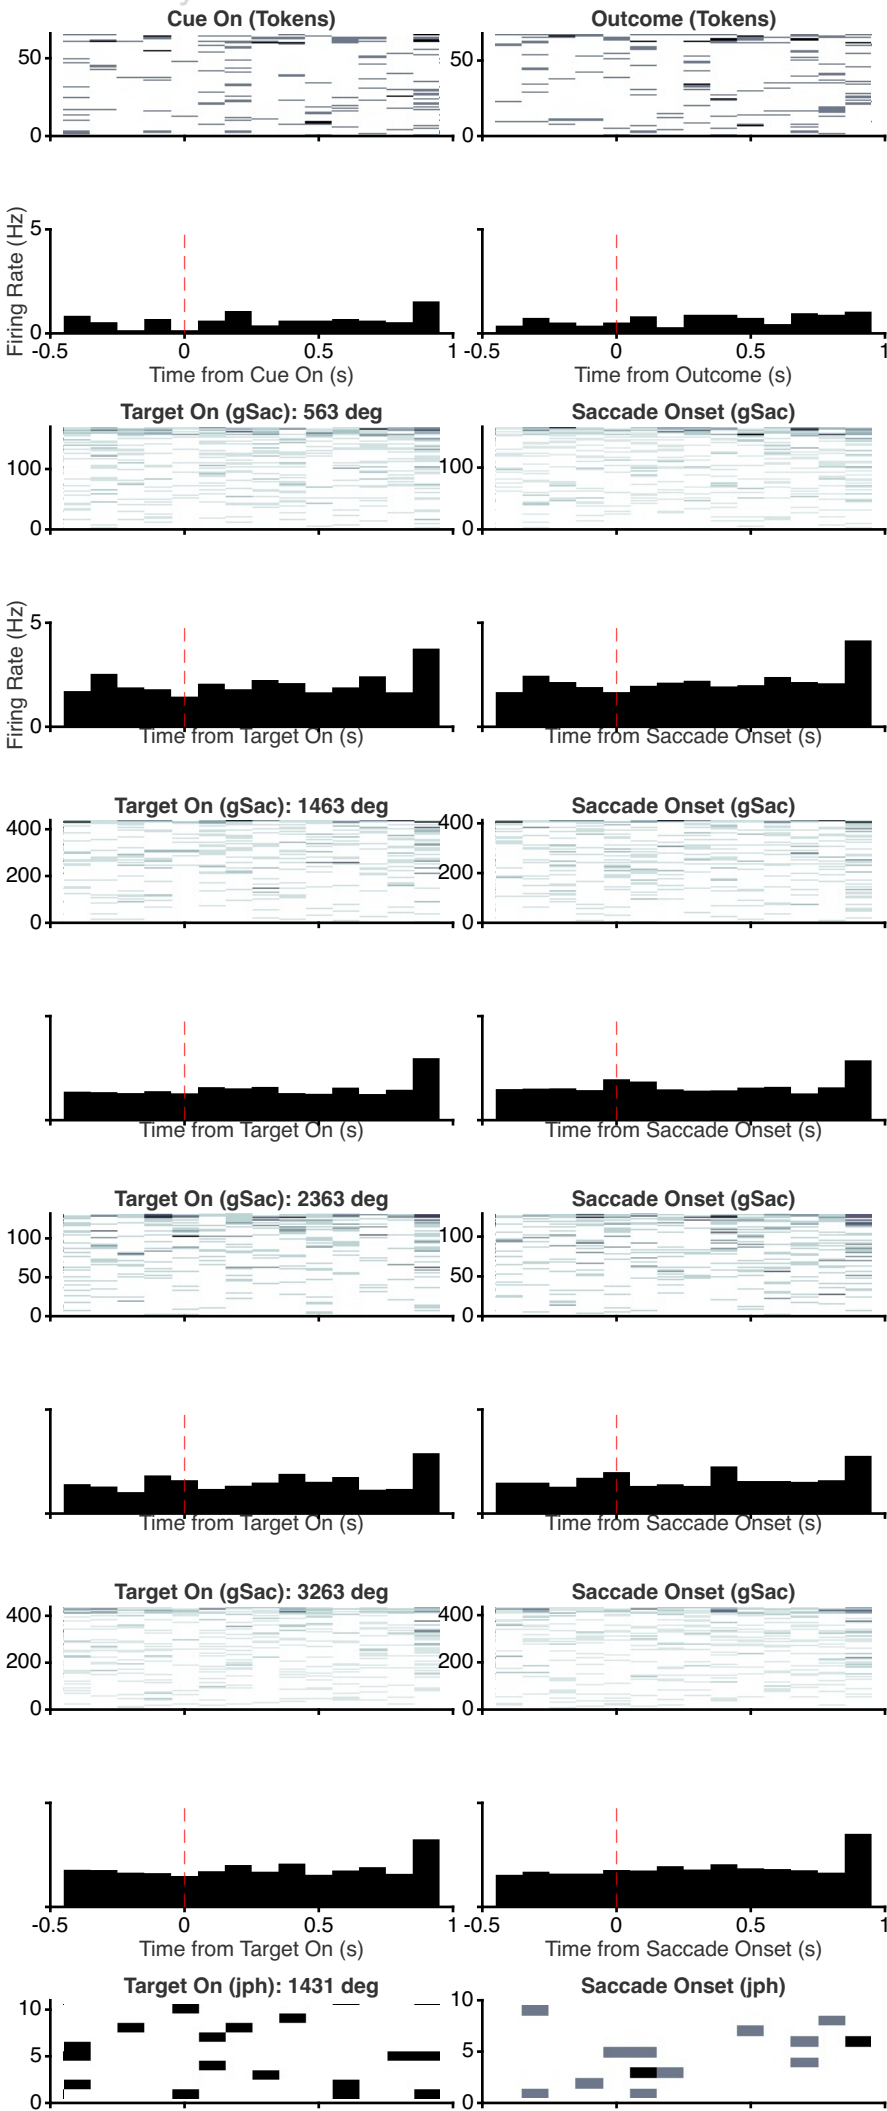 Cue On (Tokens) Outcome (Tokens)
50 50
0 0
Firing Rate (Hz)
5 5
0
-0.5 0 0.5 1 -0.5 0 0.5 1
Time from Cue On (s) Time from Outcome (s)
Target On (gSac): 563 deg Saccade Onset (gSac)
100 100
0 0
Firing Rate (Hz)
5 5
0 0
Time from Target On (s) Time from Saccade Onset (s)
Target On (gSac): 1463 deg Saccade Onset (gSac)
400 400
200 200
0 0
Time from Target On (s) Time from Saccade Onset (s)
Target On (gSac): 2363 deg Saccade Onset (gSac)
100 100
50 50
0 0
Time from Target On (s) Time from Saccade Onset (s)
Target On (gSac): 3263 deg Saccade Onset (gSac)
400 400
200 200
0 0
-0.5 0 0.5 1 -0.5 0 0.5 1
Time from Target On (s) Time from Saccade Onset (s)
Target On (jph): 1431 deg Saccade Onset (jph)
10 10
5 5
0 0